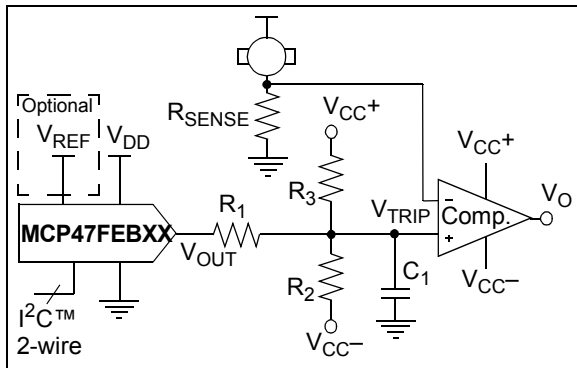 Optional
VREF
VDD
RSENSE
VCC+
R3
VCC+
VO
MCP47FEBXX
R1
VTRIP
Comp.
–
+
VOUT
R2
C1
VCC–
VCC–
I²C™
2-wire